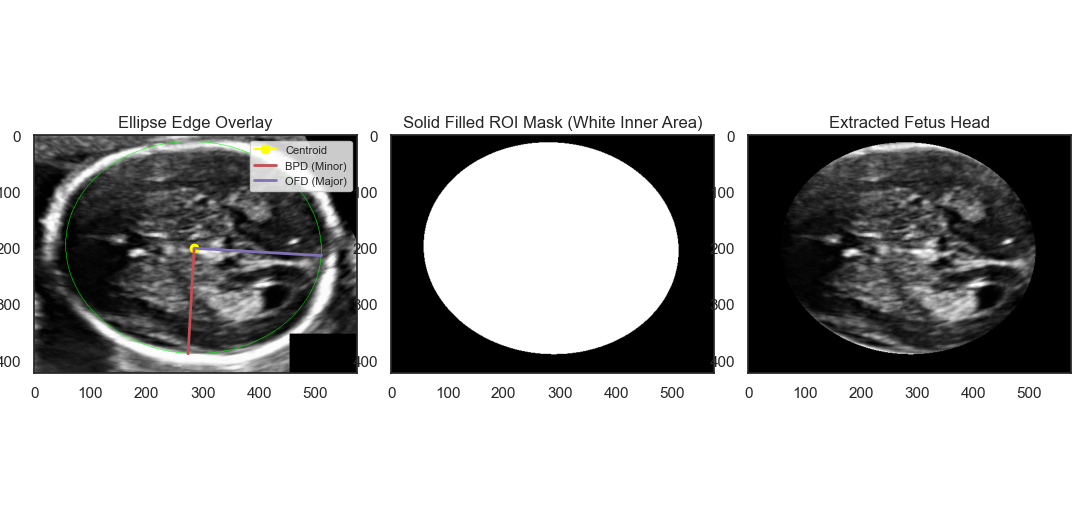 Ellipse Edge Overlay
Centroid
BPD (Minor)
OFD (Major)
0
100
200
300
400
0 100 200 300 400 500
Solid Filled ROI Mask (White Inner Area)
0
100
200
300
400
0 100 200 300 400 500
Extracted Fetus Head
0
100
200
300
400
0 100 200 300 400 500